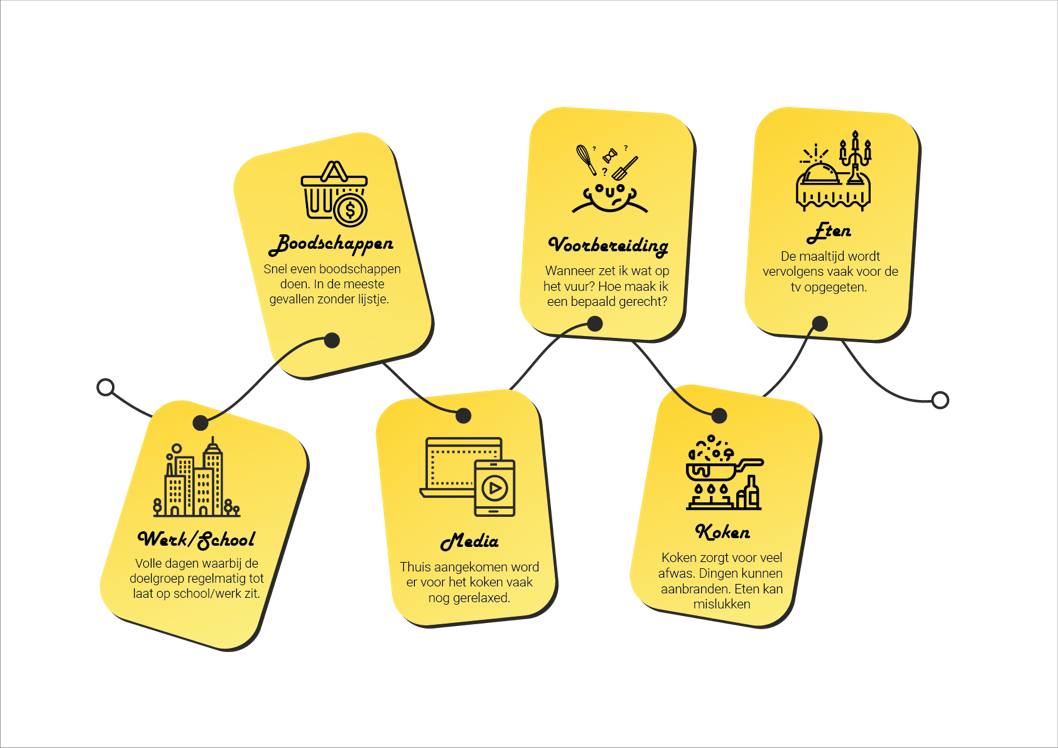 Werk/School
Volle dagen waarbij de
doelgroep regelmatig tot
laat op school/werk zit.
Boodschappen
Snel even boodschappen
doen. In de meeste
gevallen zonder lijstje.
Media
Thuis aangekomen word
er voor het koken vaak
nog gerelaxed.
? ?
?
Voorbereiding
Wanneer zet ik wat op
het vuur? Hoe maak ik
een bepaald gerecht?
Koken
Koken zorgt voor veel
afwas. Dingen kunnen
aanbranden. Eten kan
mislukken
Eten
De maaltijd wordt
vervolgens vaak voor de
tv opgegeten.